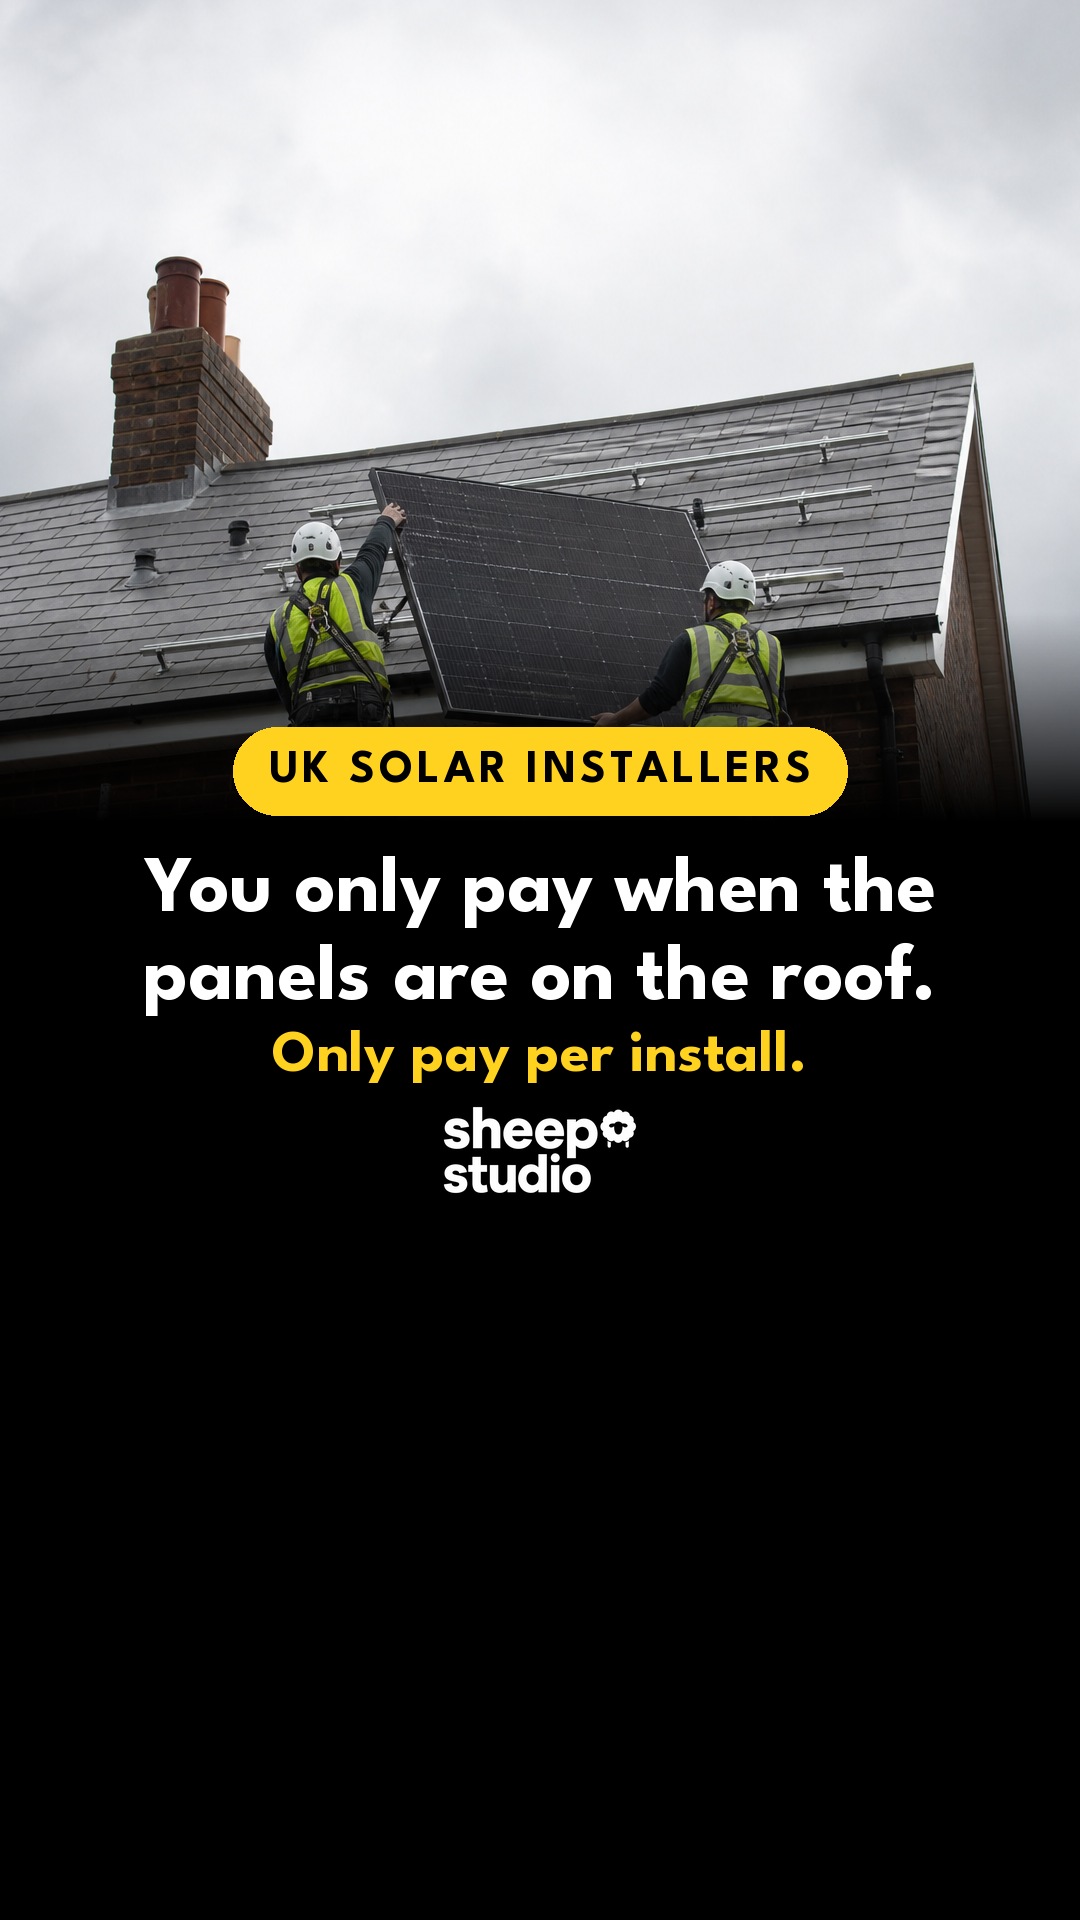 UK SOLAR INSTALLERS
You only pay when the
panels are on the roof.
Only pay per install.
sheep
studio